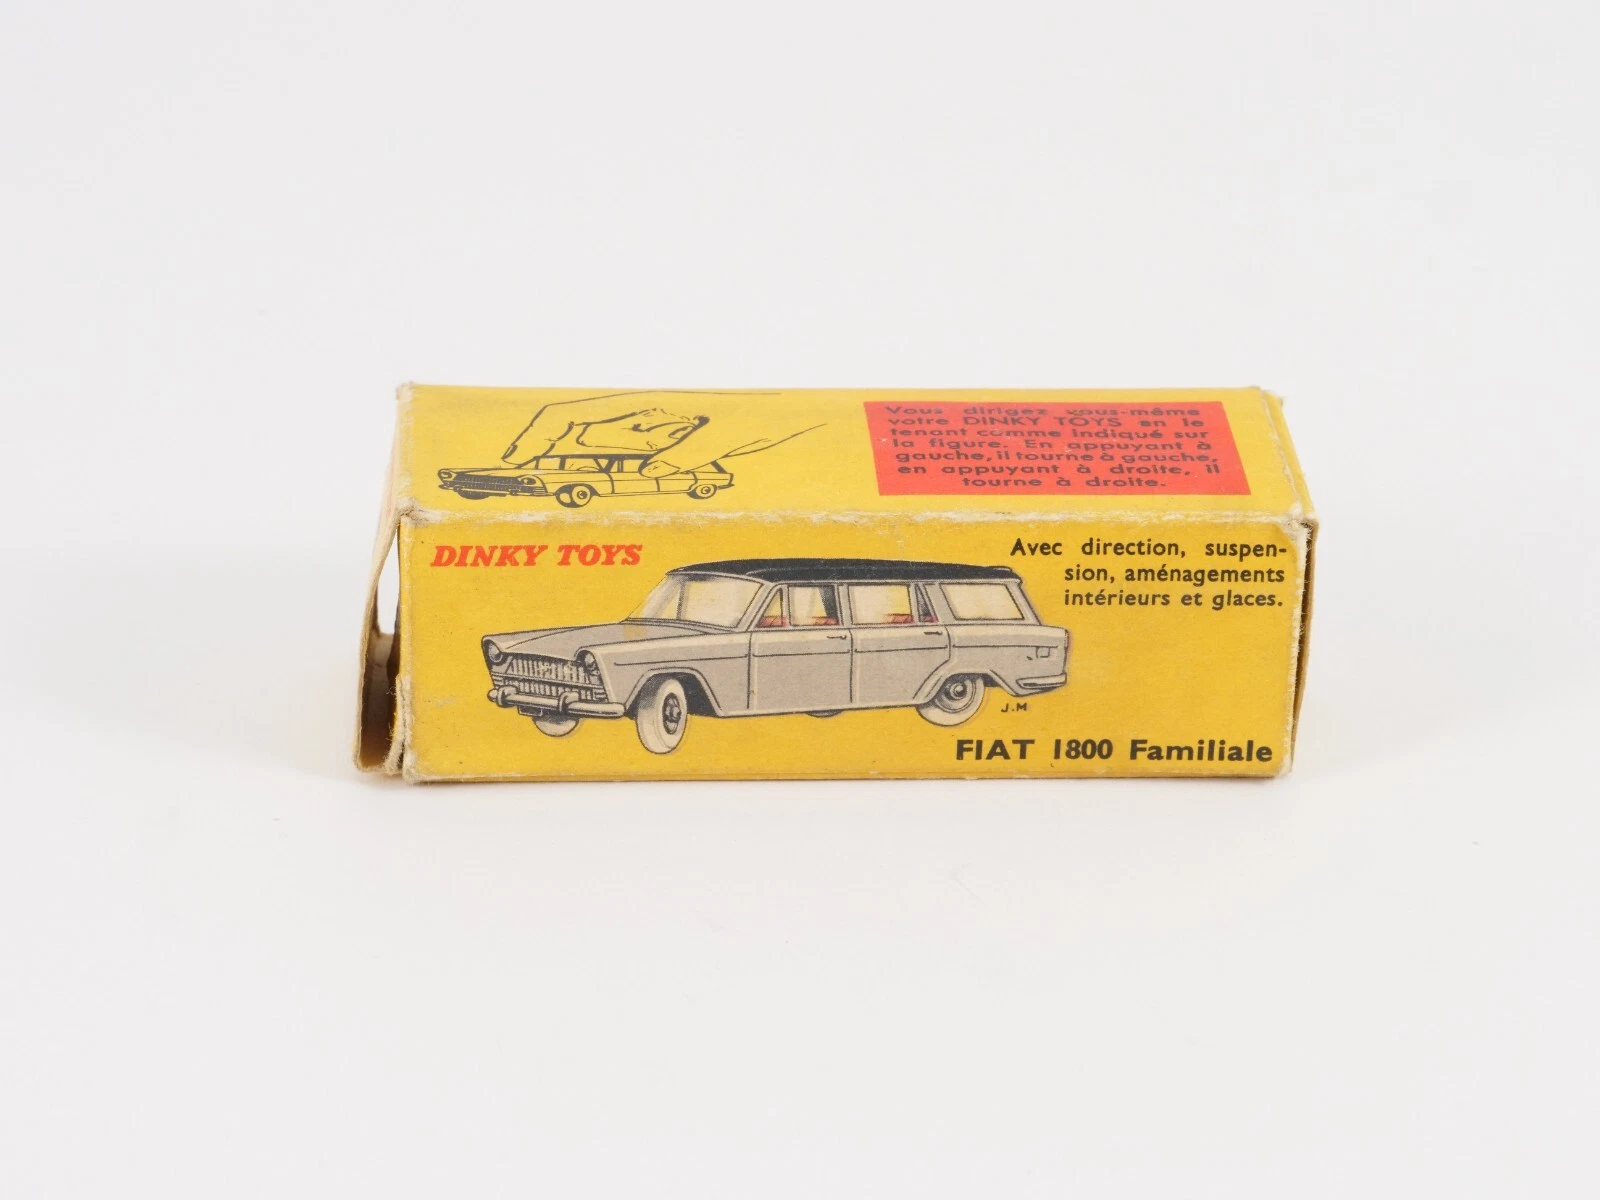 Vous dirigez vous-même
votre DINKY TOYS en le
tenant comme indiqué sur
la figure. En appuyant à
gauche, il tourne à gauche,
en appuyant à droite, il
tourne à droite.
DINKY TOYS
Avec direction, suspen-
sion, aménagements
intérieurs et glaces.
J.M
FIAT 1800 Familiale